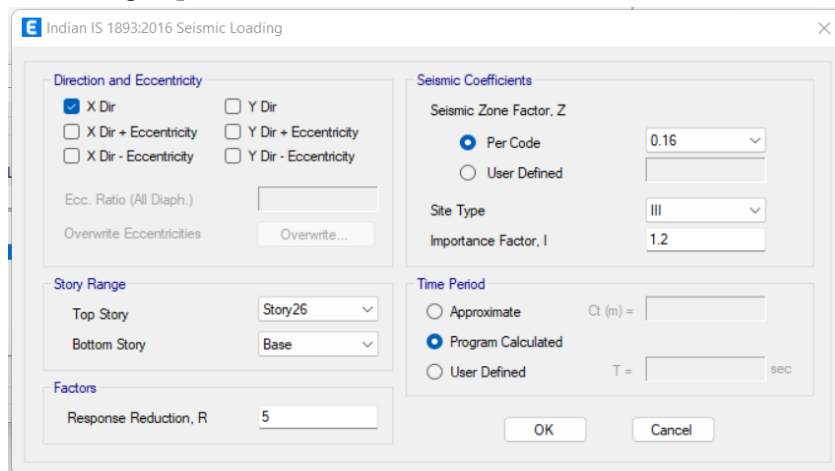 E Indian IS 1893:2016 Seismic Loading
Direction and Eccentricity
X Dir Y Dir
X Dir + Eccentricity Y Dir + Eccentricity
X Dir - Eccentricity Y Dir - Eccentricity
Ecc. Ratio (All Diaph.)
Overwrite Eccentricities Overwrite...
Story Range
Top Story Story26
Bottom Story Base
Factors
Response Reduction, R 5
Seismic Coefficients
Seismic Zone Factor, Z
Per Code 0.16
User Defined
Site Type III
Importance Factor, I 1.2
Time Period
Approximate Ct (m) =
Program Calculated
User Defined T = sec
OK Cancel